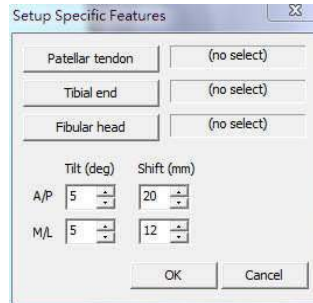 Setup Specific Features
Patellar tendon (no select)
Tibial end (no select)
Fibular head (no select)
Tilt (deg) Shift (mm)
A/P 5 20
M/L 5 12
OK Cancel